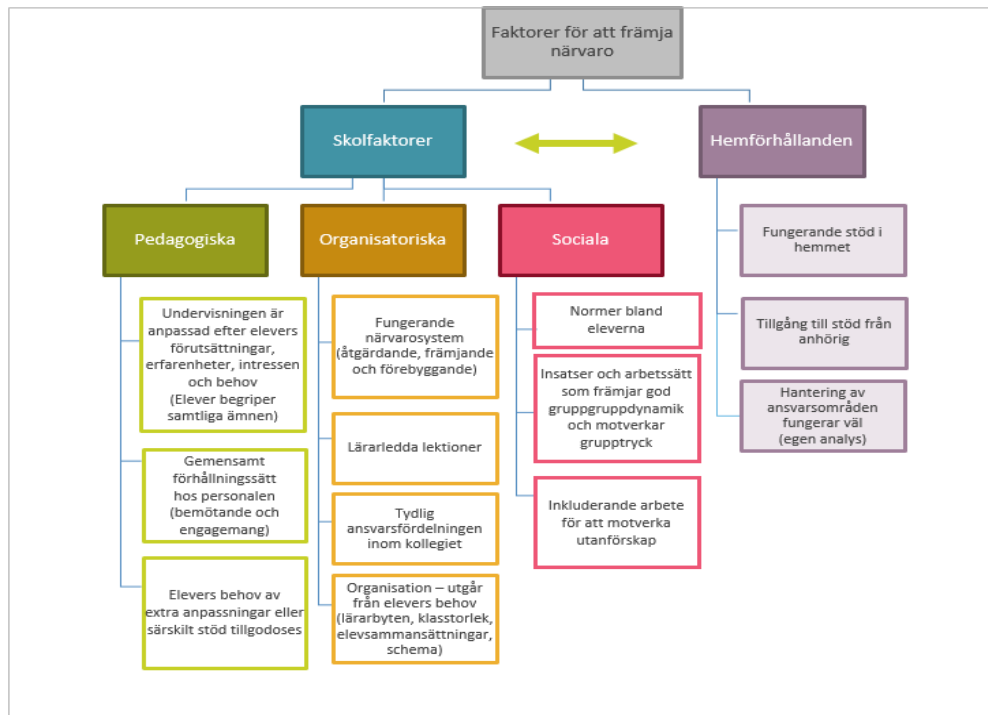 Faktorer för att främja
närvaro
Skolfaktorer
Hemförhållanden
Pedagogiska
Organisatoriska
Sociala
Undervisningen är
anpassad efter elevers
förutsättningar,
erfarenheter, intressen
och behov
(Elever begriper
samtliga ämnen)
Gemensamt
förhållningssätt
hos personalen
(bemötande och
engagemang)
Elevers behov av
extra anpassningar eller
särskilt stöd tillgodoses
Fungerande
närvarosystem
(åtgärdande, främjande
och förebyggande)
Lärarledda lektioner
Tydlig
ansvarsfördelningen
inom kollegiet
Organisation – utgår
från elevers behov
(lärarbyten, klasstorlek,
elevsammansättningar,
schema)
Normer bland
eleverna
Insatser och arbetssätt
som främjar god
gruppgruppdynamik
och motverkar
grupptryck
Inkluderande arbete
för att motverka
utanförskap
Fungerande stöd i
hemmet
Tillgång till stöd från
anhörig
Hantering av
ansvarsområden
fungerar väl
(egen analys)